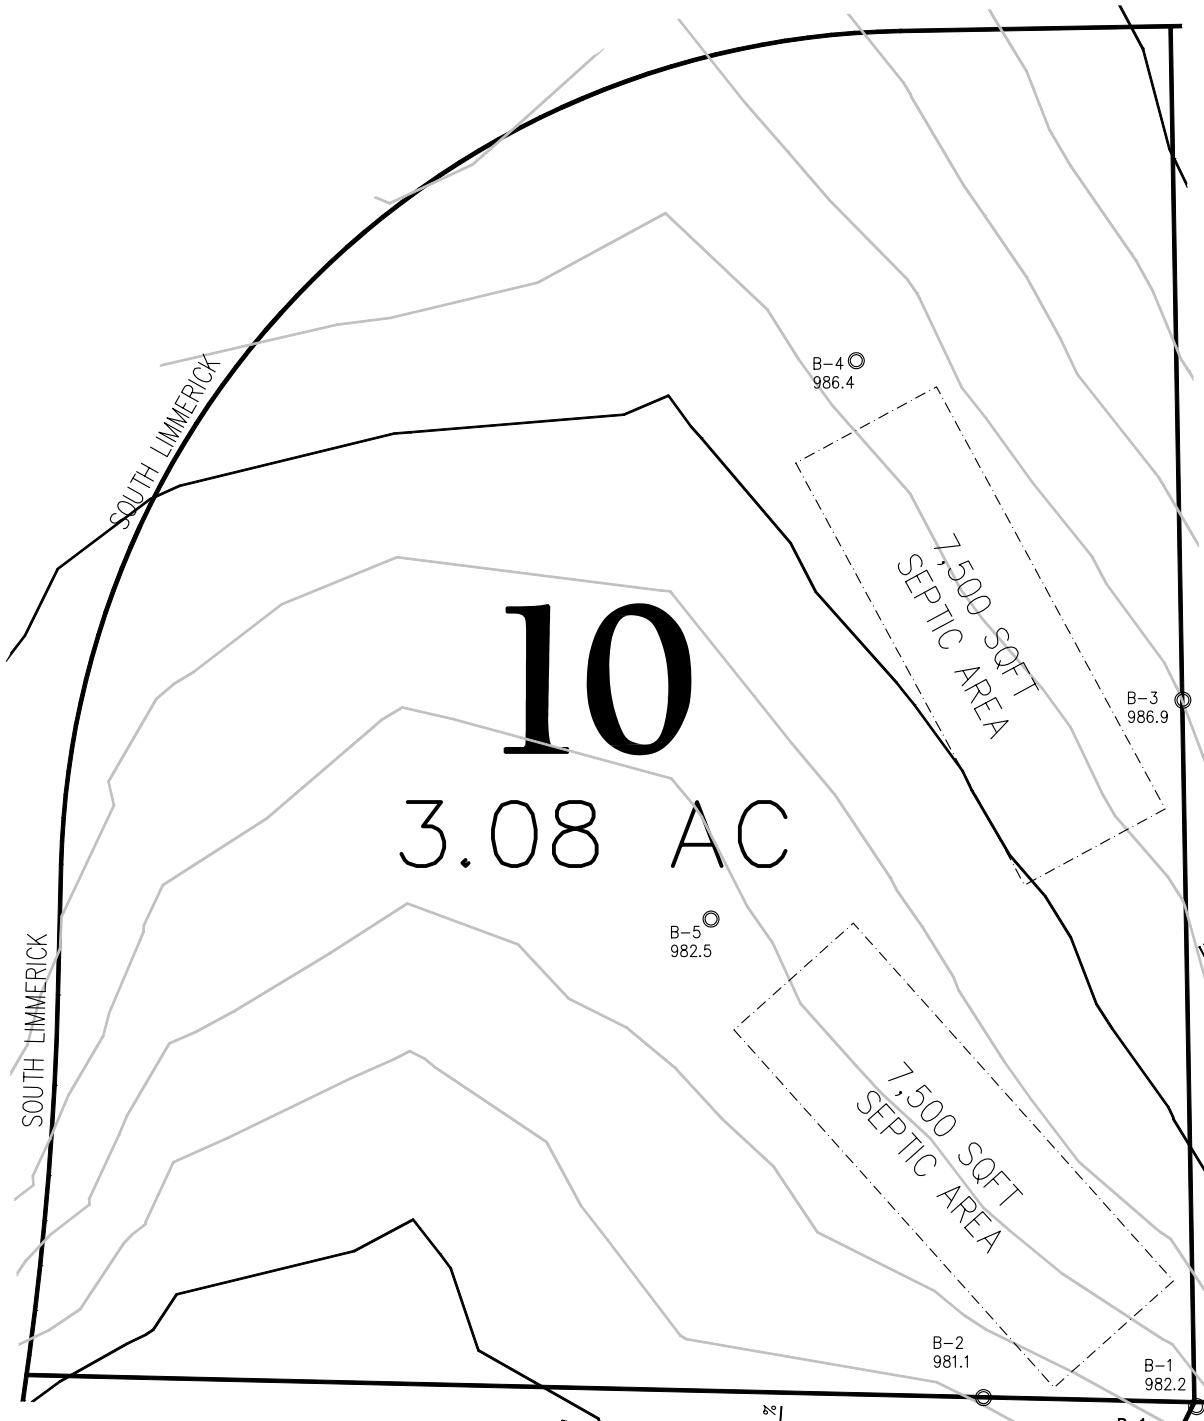 SOUTH LIMMERICK
B-4
986.4
7,500 SQFT
SEPTIC AREA
10
B-3
986.9
3.08 AC
B-5
982.5
SOUTH LIMMERICK
7,500 SQFT
SEPTIC AREA
B-2
981.1
B-1
982.2